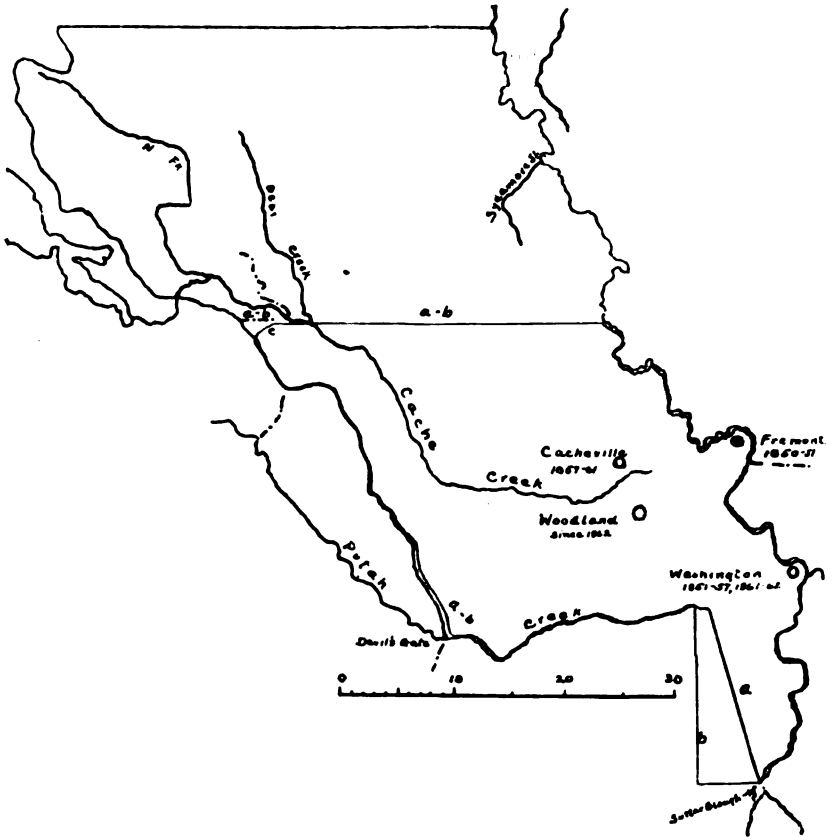 N Fk
Sycamore Sl.
Dobi Creek
a-b
a-b
c
Cache
Creek
Fremont
1850-51
Cacheville
1857-61
Woodland
Since 1862
Washington
1851-57, 1861-62
Putah
Creek
a-b
Devil's Gate
0 10 20 30
a
b
Sutter Slough